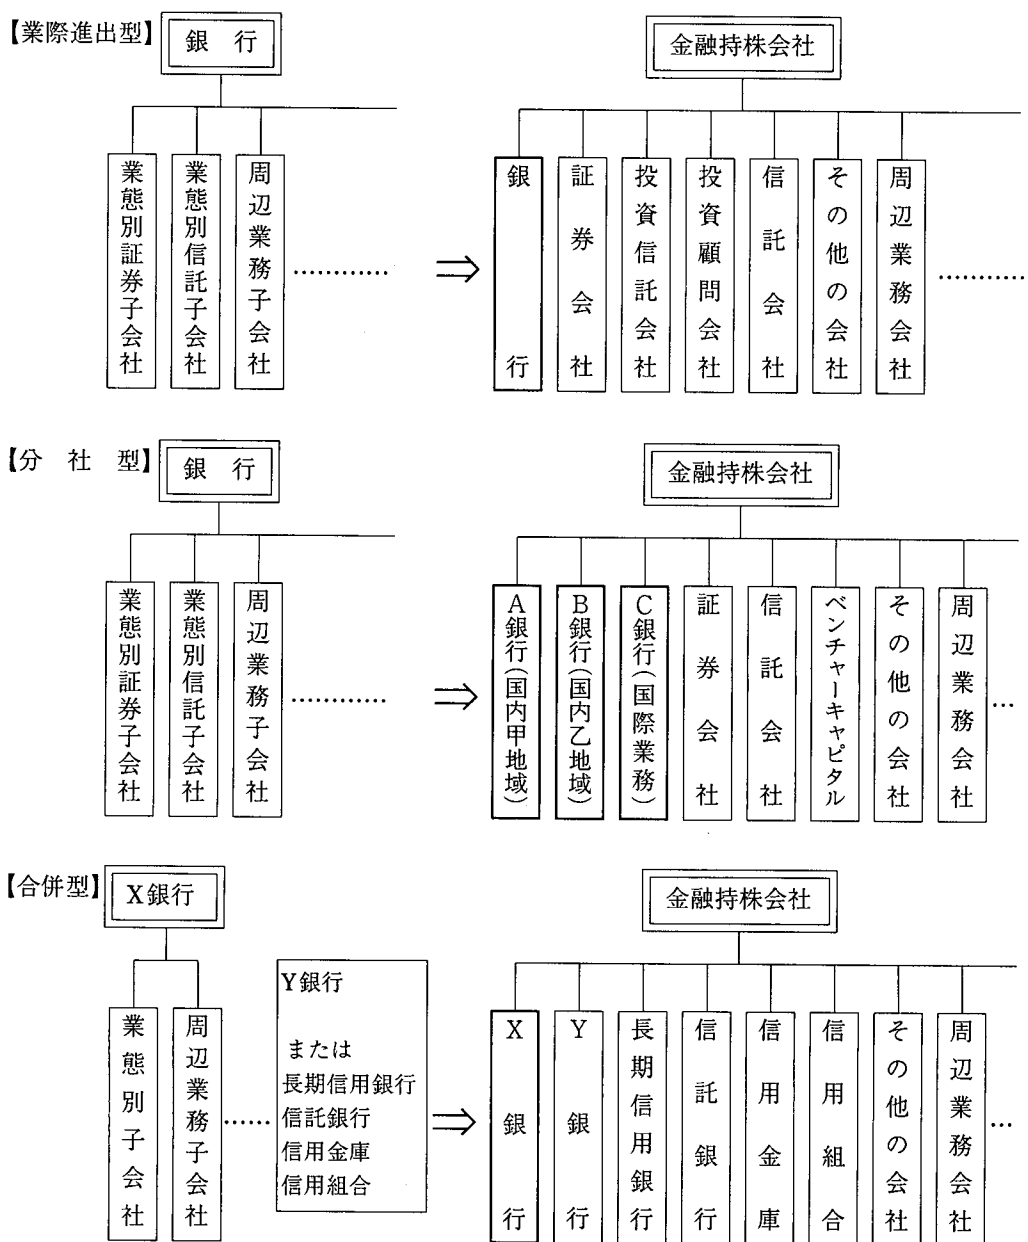 【業際進出型】
銀 行
業態別証券子会社
業態別信託子会社
周辺業務子会社
…………
⇒
金融持株会社
銀行
証券会社
投資信託会社
投資顧問会社
信託会社
その他の会社
周辺業務会社
…………
【分 社 型】
銀 行
業態別証券子会社
業態別信託子会社
周辺業務子会社
…………
⇒
金融持株会社
A銀行(国内甲地域)
B銀行(国内乙地域)
C銀行(国際業務)
証券会社
信託会社
ベンチャーキャピタル
その他の会社
周辺業務会社
…
【合併型】
X銀行
業態別子会社
周辺業務子会社
……
Y銀行
または
長期信用銀行
信託銀行
信用金庫
信用組合
⇒
金融持株会社
X銀行
Y銀行
長期信用銀行
信託銀行
信用金庫
信用組合
その他の会社
周辺業務会社
…